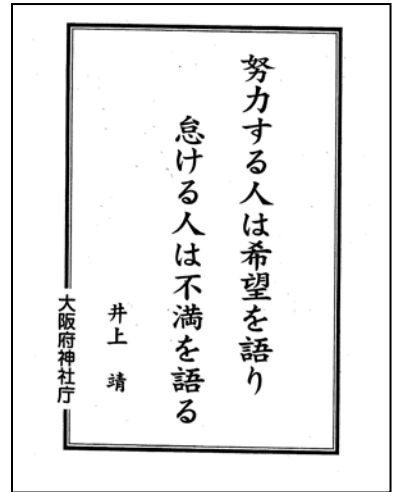 努力する人は希望を語り
怠ける人は不満を語る
井上 靖
大阪府神社庁